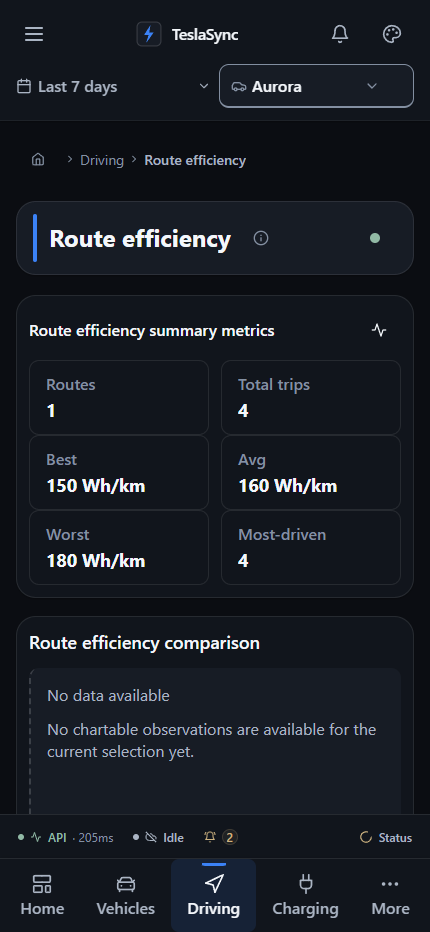 TeslaSync
Last 7 days
Aurora
Driving
Route efficiency
Route efficiency
Route efficiency summary metrics
Routes
1
Total trips
4
Best
150 Wh/km
Avg
160 Wh/km
Worst
180 Wh/km
Most-driven
4
Route efficiency comparison
No data available
No chartable observations are available for the
current selection yet.
API · 205ms
Idle
2
Status
Home
Vehicles
Driving
Charging
More